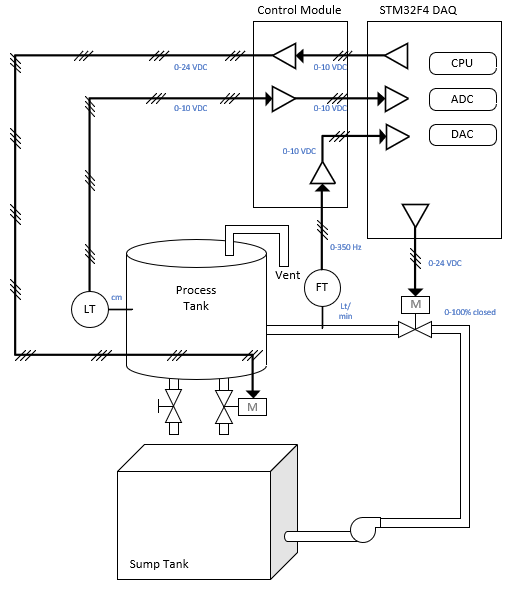 Control Module
STM32F4 DAQ
0-24 VDC
0-10 VDC
CPU
0-10 VDC
0-10 VDC
ADC
0-10 VDC
DAC
0-350 Hz
0-24 VDC
Vent
Process
Tank
FT
LT
cm
Lt/
min
M
0-100% closed
M
Sump Tank